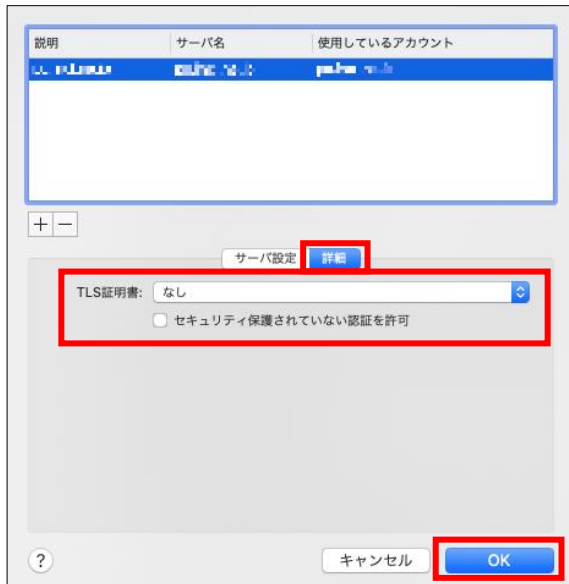 説明 サーバ名 使用しているアカウント
+ −
サーバ設定 詳細
TLS証明書: なし
セキュリティ保護されていない認証を許可
? キャンセル OK